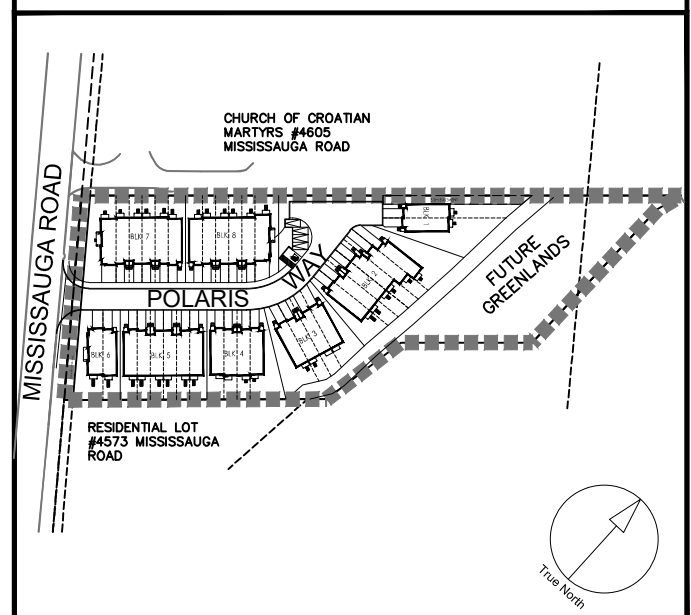 CHURCH OF CROATIAN
MARTYRS #4605
MISSISSAUGA ROAD
MISSISSAUGA ROAD
BLK 7
BLK 8
BLK 1
POLARIS
WAY
BLK 2
FUTURE
GREENLANDS
BLK 6
BLK 5
BLK 4
BLK 3
RESIDENTIAL LOT
#4573 MISSISSAUGA
ROAD
True North